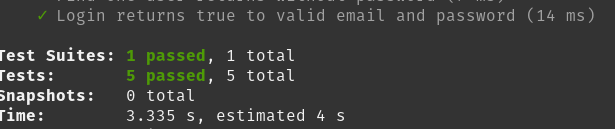 ✓ Login returns true to valid email and password (14 ms)
Test Suites: 1 passed, 1 total
Tests: 5 passed, 5 total
Snapshots: 0 total
Time: 3.335 s, estimated 4 s